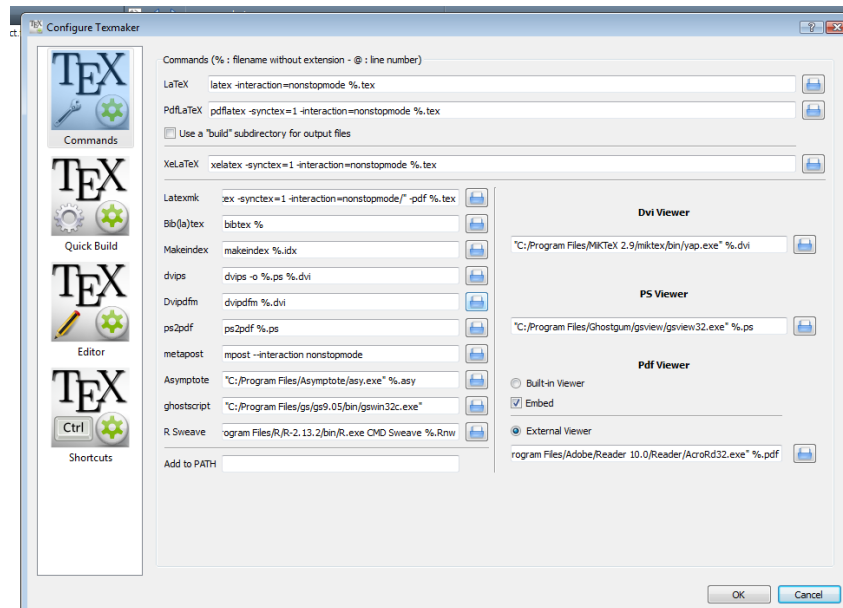 ct.
Configure Texmaker
TEX
Commands
TEX
Quick Build
TEX
Editor
TEX
Ctrl
Shortcuts
Commands (% : filename without extension - @ : line number)
LaTeX latex -interaction=nonstopmode %.tex
PdfLaTeX pdflatex -synctex=1 -interaction=nonstopmode %.tex
Use a "build" subdirectory for output files
XeLaTeX xelatex -synctex=1 -interaction=nonstopmode %.tex
Latexmk :ex -synctex=1 -interaction=nonstopmode/" -pdf %.tex
Bib(la)tex bibtex %
Makeindex makeindex %.idx
dvips dvips -o %.ps %.dvi
Dvipdfm dvipdfm %.dvi
ps2pdf ps2pdf %.ps
metapost mpost --interaction nonstopmode
Asymptote "C:/Program Files/Asymptote/asy.exe" %.asy
ghostscript "C:/Program Files/gs/gs9.05/bin/gswin32c.exe"
R Sweave rogram Files/R/R-2.13.2/bin/R.exe CMD Sweave %.Rnw
Add to PATH
Dvi Viewer
"C:/Program Files/MiKTeX 2.9/miktex/bin/yap.exe" %.dvi
PS Viewer
"C:/Program Files/Ghostgum/gsview/gsview32.exe" %.ps
Pdf Viewer
Built-in Viewer
Embed
External Viewer
rogram Files/Adobe/Reader 10.0/Reader/AcroRd32.exe" %.pdf
OK
Cancel